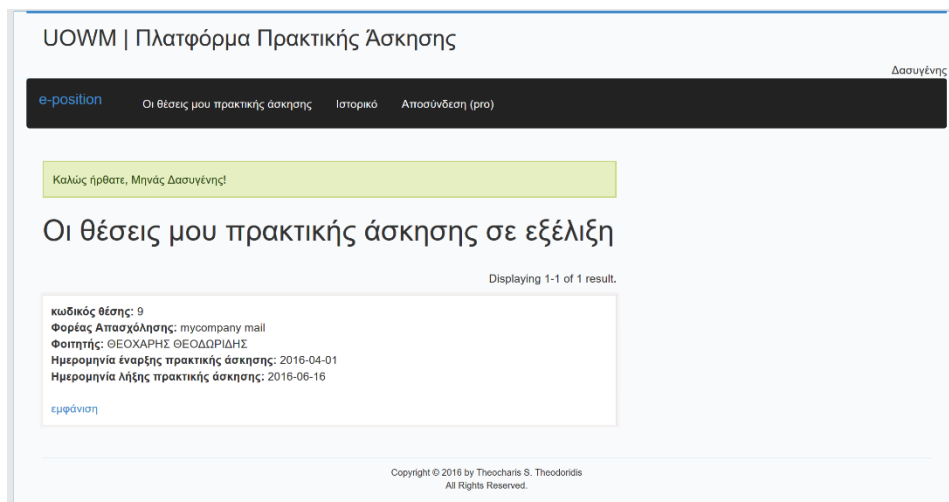 UOWM | Πλατφόρμα Πρακτικής Άσκησης
Δασυγένης
e-position Οι θέσεις μου πρακτικής άσκησης Ιστορικό Αποσύνδεση (pro)
Καλώς ήρθατε, Μηνάς Δασυγένης!
Οι θέσεις μου πρακτικής άσκησης σε εξέλιξη
Displaying 1-1 of 1 result.
κωδικός θέσης: 9
Φορέας Απασχόλησης: mycompany mail
Φοιτητής: ΘΕΟΧΑΡΗΣ ΘΕΟΔΩΡΙΔΗΣ
Ημερομηνία έναρξης πρακτικής άσκησης: 2016-04-01
Ημερομηνία λήξης πρακτικής άσκησης: 2016-06-16
εμφάνιση
Copyright © 2016 by Theocharis S. Theodoridis
All Rights Reserved.